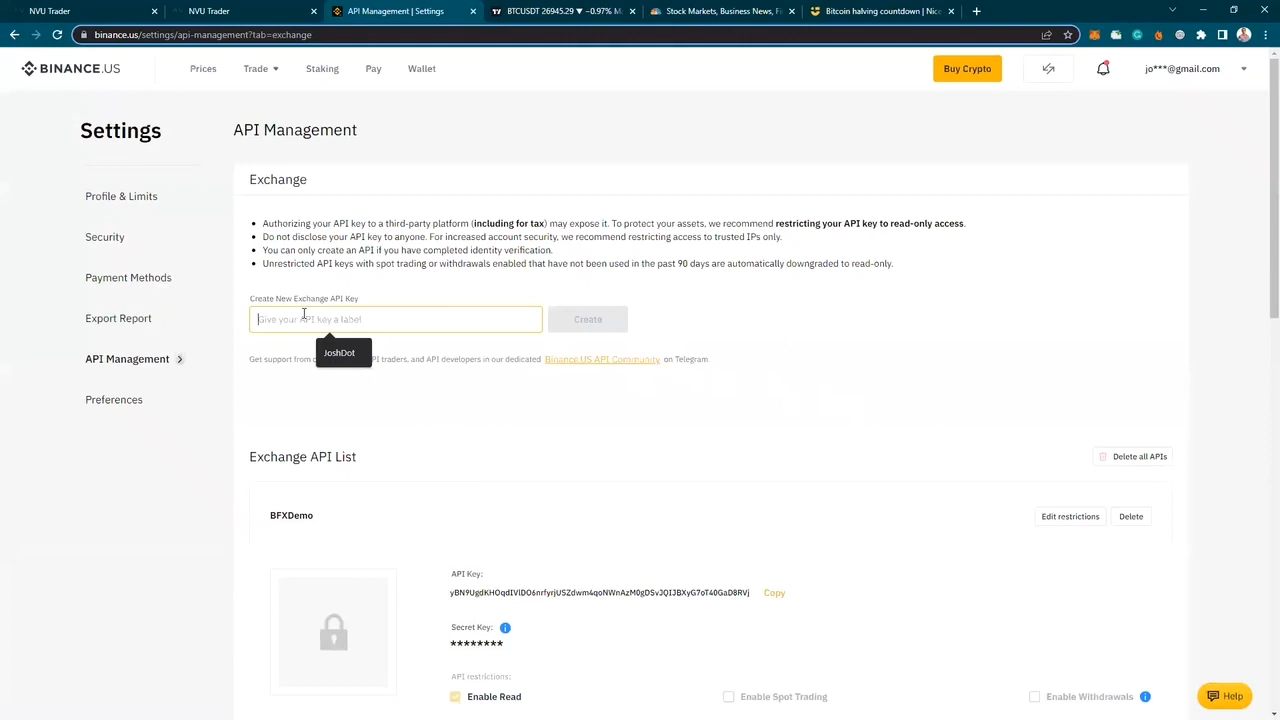 NVU Trader
NVU Trader
API Management | Settings
BTCUSDT 26945.29 ▼ −0.97% M
Stock Markets, Business News, F
Bitcoin halving countdown | Nice
binance.us/settings/api-management?tab=exchange
BINANCE.US
Prices
Trade
Staking
Pay
Wallet
Buy Crypto
jo***@gmail.com
Settings
Profile & Limits
Security
Payment Methods
Export Report
API Management
Preferences
API Management
Exchange
Authorizing your API key to a third-party platform (including for tax) may expose it. To protect your assets, we recommend restricting your API key to read-only access.
Do not disclose your API key to anyone. For increased account security, we recommend restricting access to trusted IPs only.
You can only create an API if you have completed identity verification.
Unrestricted API keys with spot trading or withdrawals enabled that have not been used in the past 90 days are automatically downgraded to read-only.
Create New Exchange API Key
Give your API key a label
Create
JoshDot
Get support from PI traders, and API developers in our dedicated Binance.US API Community on Telegram
Exchange API List
Delete all APIs
BFXDemo
Edit restrictions
Delete
API Key:
Copy
Secret Key:
********
API restrictions:
Enable Read
Enable Spot Trading
Enable Withdrawals
Help